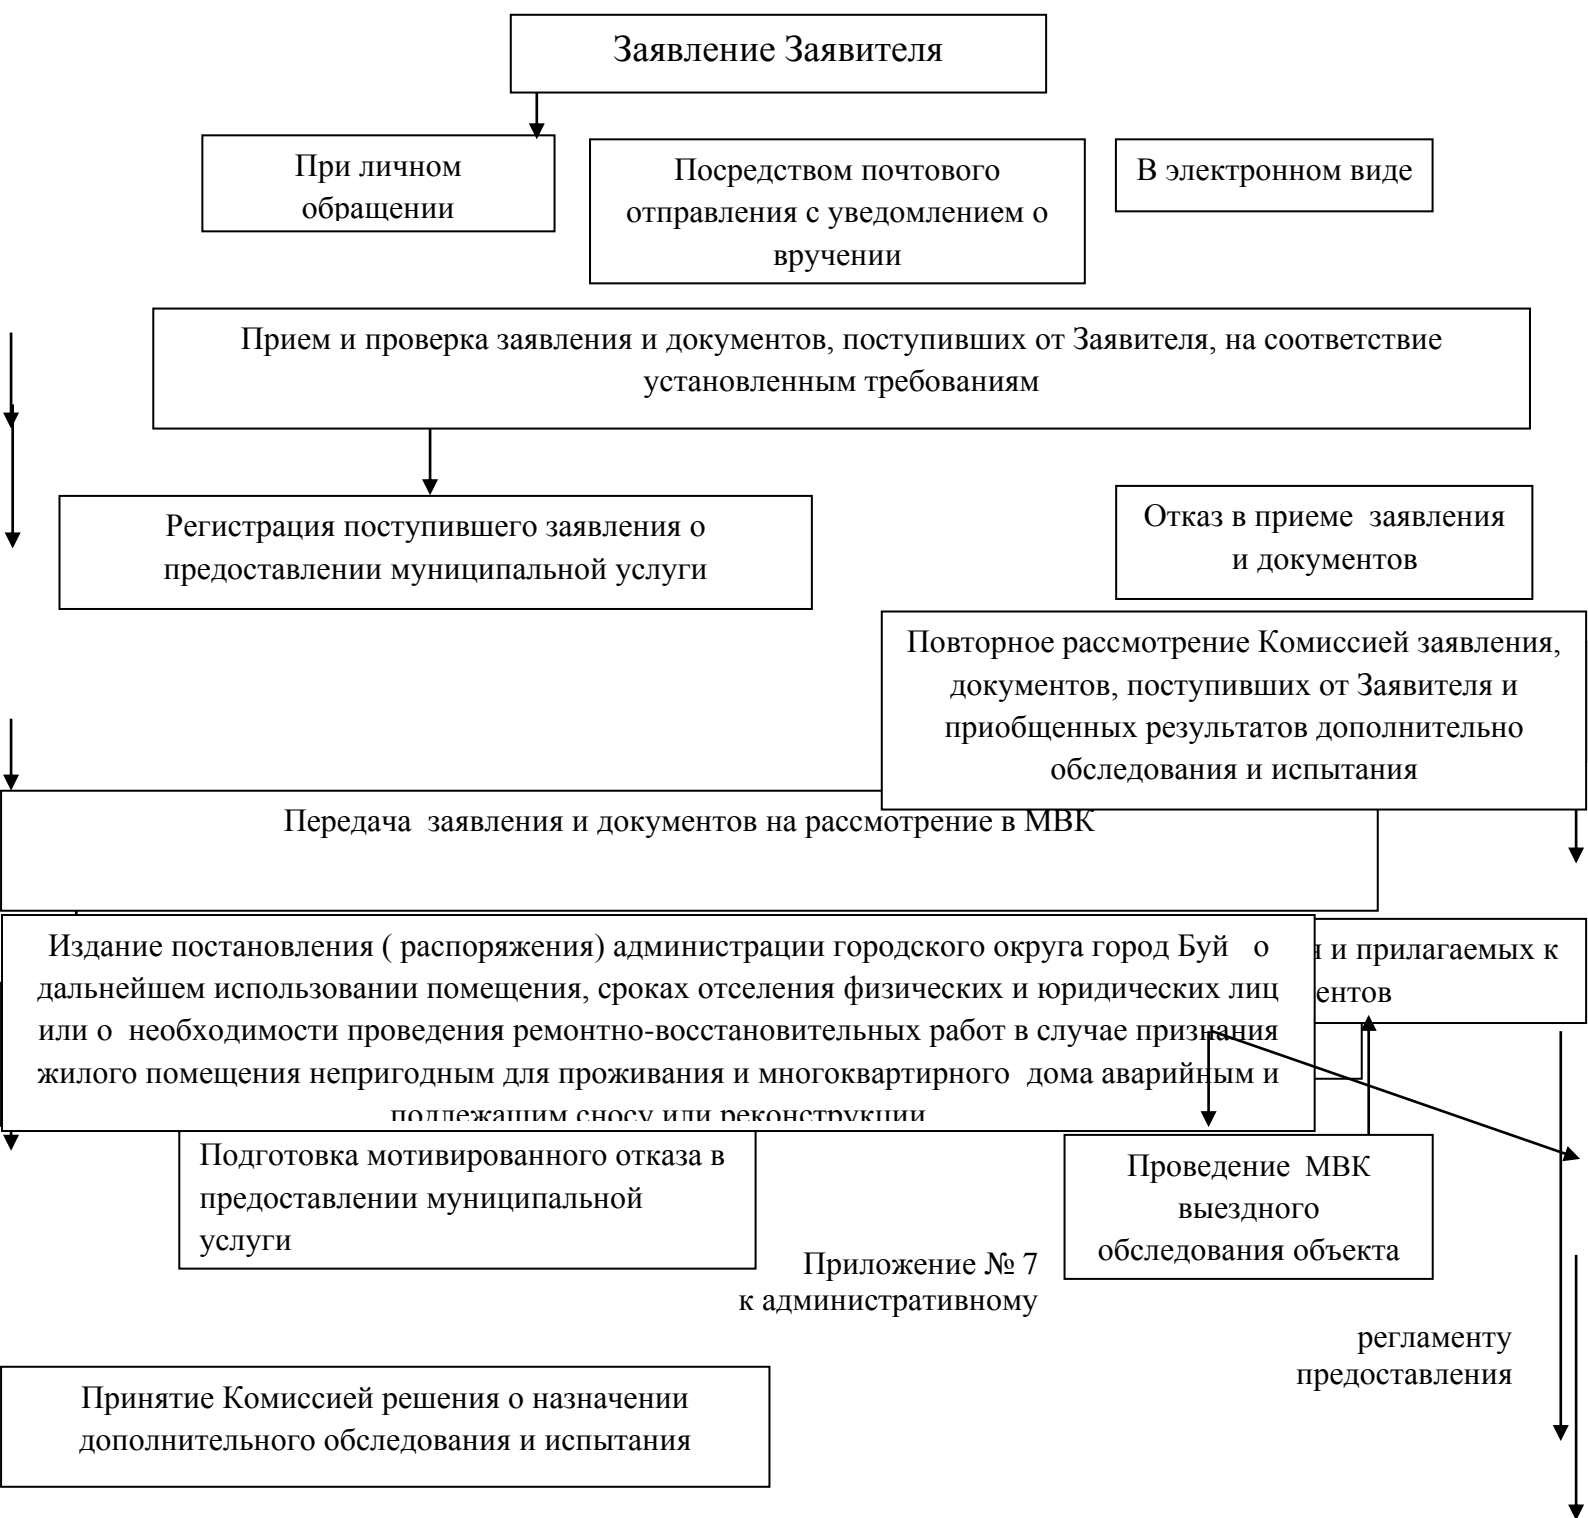 Заявление Заявителя
При личном
обращении
Посредством почтового
отправления с уведомлением о
вручении
В электронном виде
Прием и проверка заявления и документов, поступивших от Заявителя, на соответствие
установленным требованиям
Регистрация поступившего заявления о
предоставлении муниципальной услуги
Отказ в приеме заявления
и документов
Повторное рассмотрение Комиссией заявления,
документов, поступивших от Заявителя и
приобщенных результатов дополнительно
обследования и испытания
Передача заявления и документов на рассмотрение в МВК
Издание постановления ( распоряжения) администрации городского округа город Буй о
дальнейшем использовании помещения, сроках отселения физических и юридических лиц
или о необходимости проведения ремонтно-восстановительных работ в случае признания
жилого помещения непригодным для проживания и многоквартирного дома аварийным и
подлежащим сносу или реконструкции
и прилагаемых к
ентов
Подготовка мотивированного отказа в
предоставлении муниципальной
услуги
Проведение МВК
выездного
обследования объекта
Приложение № 7
к административному
регламенту
предоставления
Принятие Комиссией решения о назначении
дополнительного обследования и испытания